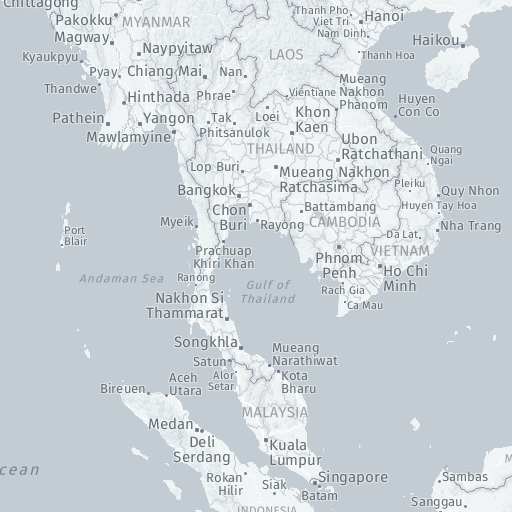 Chittagong
Thanh Pho
Viet Tri
Hanoi
Pakokku
MYANMAR
Magway
Nam Dinh
Naypyitaw
LAOS
Haikou
Kyaukpyu
Thanh Hoa
Pyay
Chiang Mai
Nan
Mueang
Nakhon
Phanom
Thandwe
Hinthada
Phrae
Vientiane
Huyen
Con Co
Pathein
Yangon
Tak
Loei
Khon
Kaen
Mawlamyine
Phitsanulok
Ubon
Ratchathani
THAILAND
Quang
Ngai
Lop Buri
Mueang Nakhon
Ratchasima
Pleiku
Quy Nhon
Bangkok
Chon
Buri
Battambang
Huyen Tay Hoa
Port
Blair
Myeik
Rayong
CAMBODIA
Nha Trang
Da Lat
Prachuap
Khiri Khan
Phnom
Penh
VIETNAM
Andaman Sea
Ranong
Gulf of
Thailand
Ho Chi
Minh
Rach Gia
Nakhon Si
Thammarat
Ca Mau
Songkhla
Mueang
Narathiwat
Satun
Alor
Setar
Kota
Bharu
Bireuen
Aceh
Utara
MALAYSIA
Medan
Deli
Serdang
Kuala
Lumpur
cean
Rokan
Hilir
Siak
Singapore
Batam
Sambas
Sanggau
INDONESIA
M